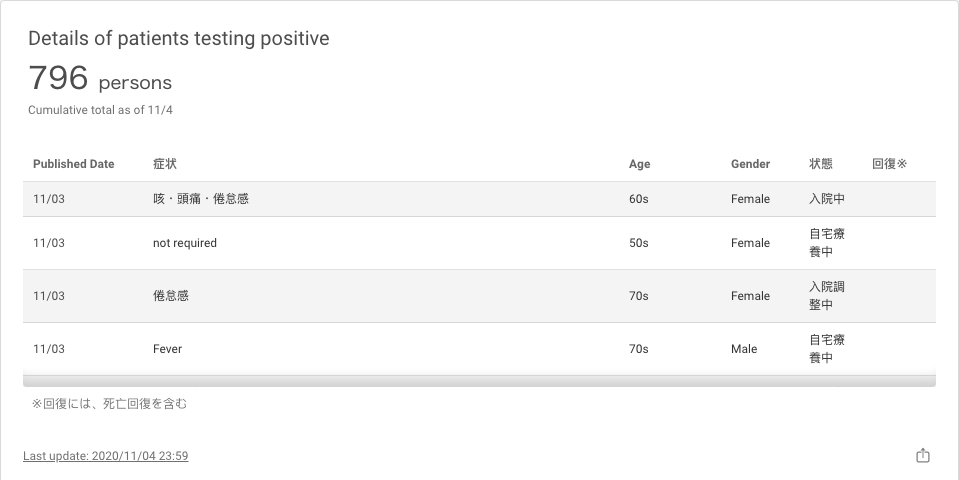 Details of patients testing positive
796 persons
Cumulative total as of 11/4
Published Date 症状 Age Gender 状態 回復※
11/03 咳・頭痛・倦怠感 60s Female 入院中
11/03 not required 50s Female 自宅療
養中
11/03 倦怠感 70s Female 入院調
整中
11/03 Fever 70s Male 自宅療
養中
※回復には、死亡回復を含む
Last update: 2020/11/04 23:59